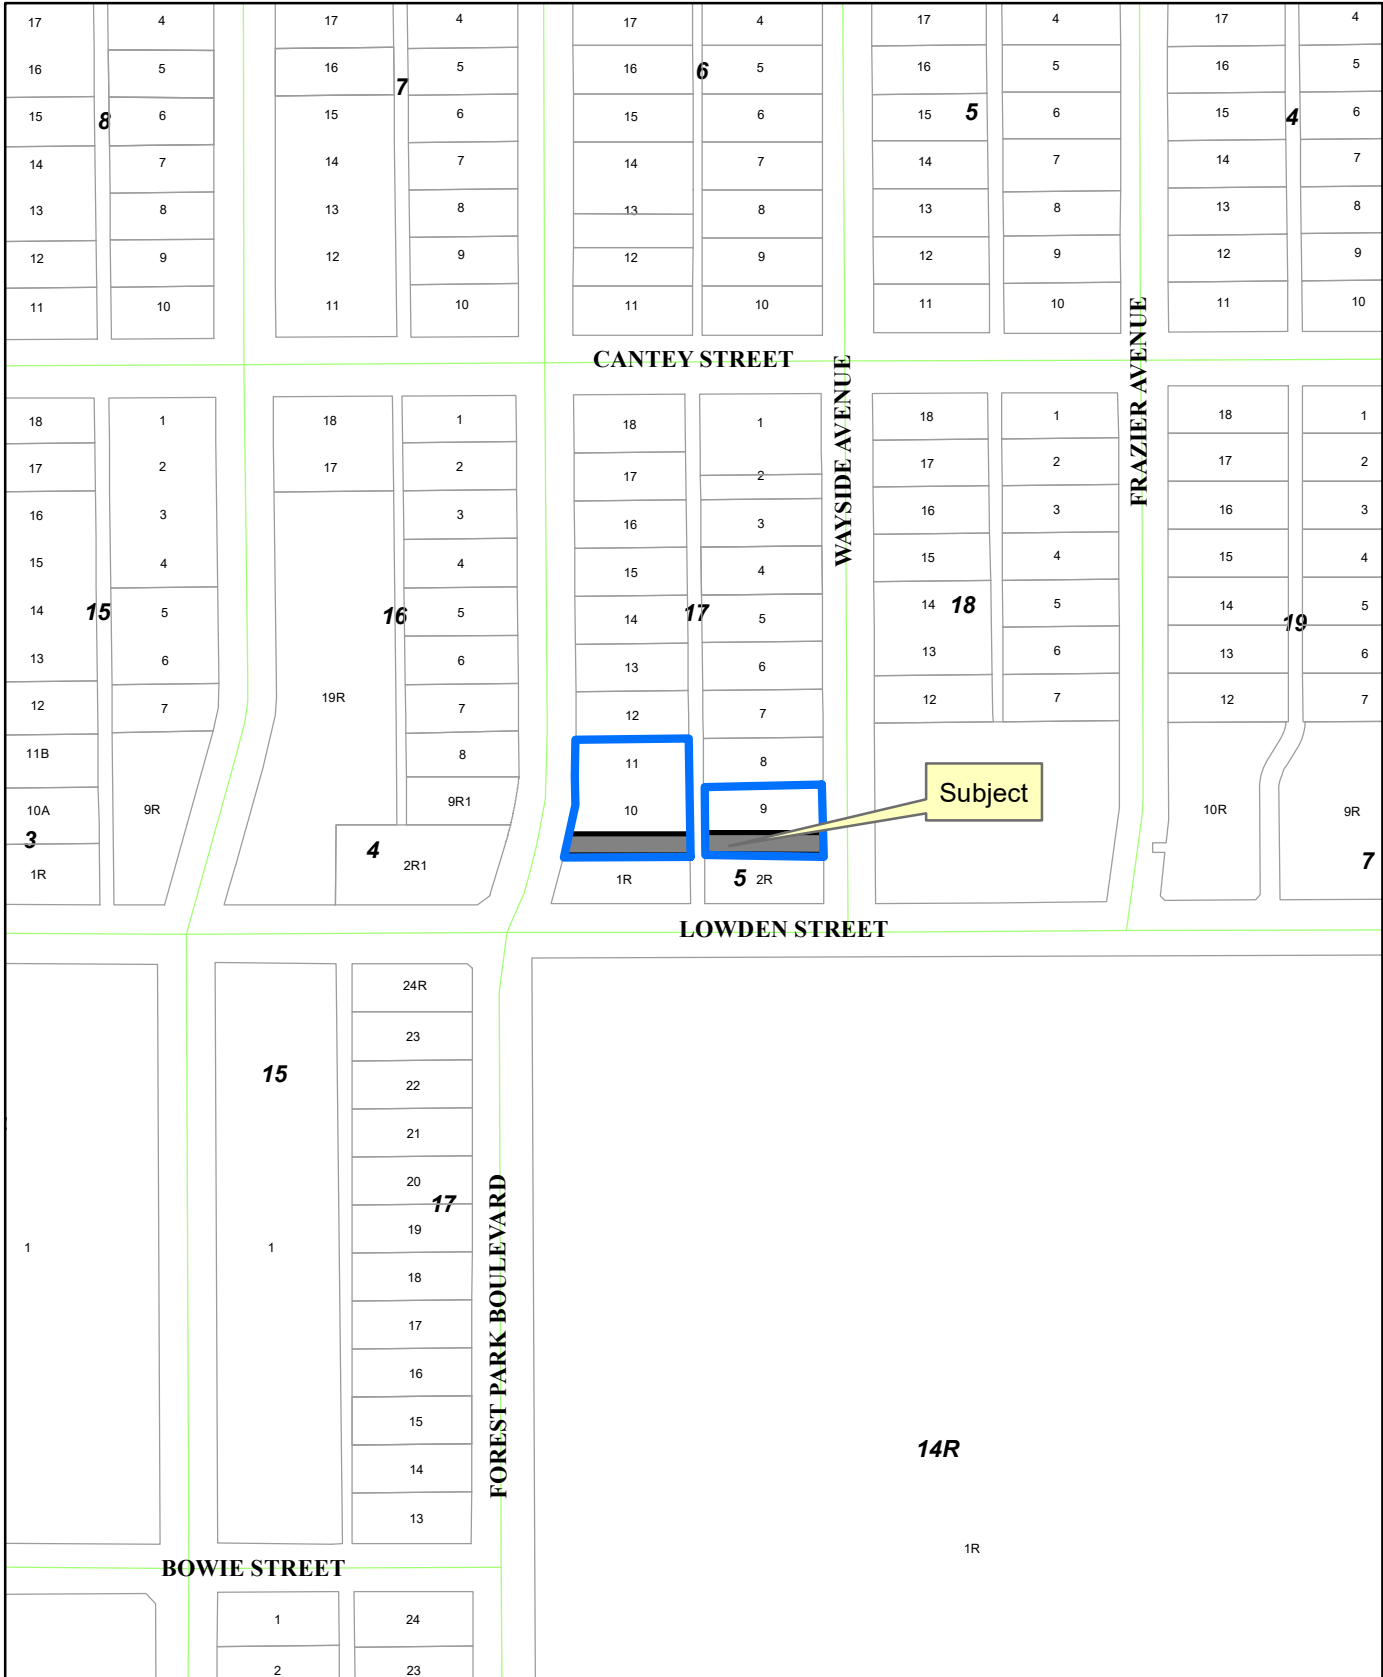 17 4 17 4 17 4 17 4 17 4
16 5 16 5 16 6 5 16 5 16 5
7
15 8 6 15 6 15 6 15 5 6 15 4 6
14 7 14 7 14 7 14 7 14 7
13 8 13 8 13 8 13 8 13 8
12 9 12 9 12 9 12 9 12 9
11 10 11 10 11 10 11 10 11 10
CANTEY STREET
WAYSIDE AVENUE
FRAZIER AVENUE
18 1 18 1 18 1 18 1 18 1
17 2 17 2 17 2 17 2 17 2
16 3 3 16 3 16 3 16 3
15 4 4 15 4 15 4 15 4
14 15 5 16 5 14 17 5 14 18 5 14 19 5
13 6 6 13 6 13 6 13 6
12 7 19R 7 12 7 12 7 12 7
11B 8 11 8
10A 9R 9R1 10 9 Subject 10R 9R
3 4 7
1R 2R1 1R 5 2R
LOWDEN STREET
24R
23
15 22
21
20
17
1 1 19
18
17
16
15
14
13
FOREST PARK BOULEVARD
14R
1R
BOWIE STREET
1 24
2 23